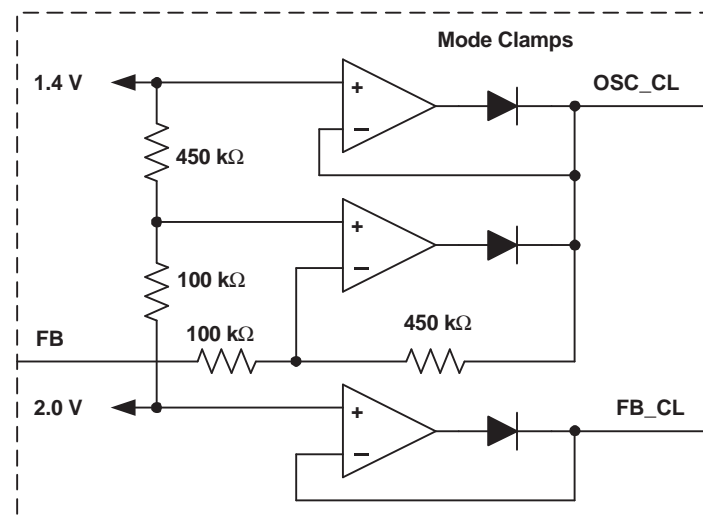 Mode Clamps
1.4 V
OSC_CL
+
−
450 kΩ
+
−
100 kΩ
FB
100 kΩ
450 kΩ
2.0 V
FB_CL
+
−